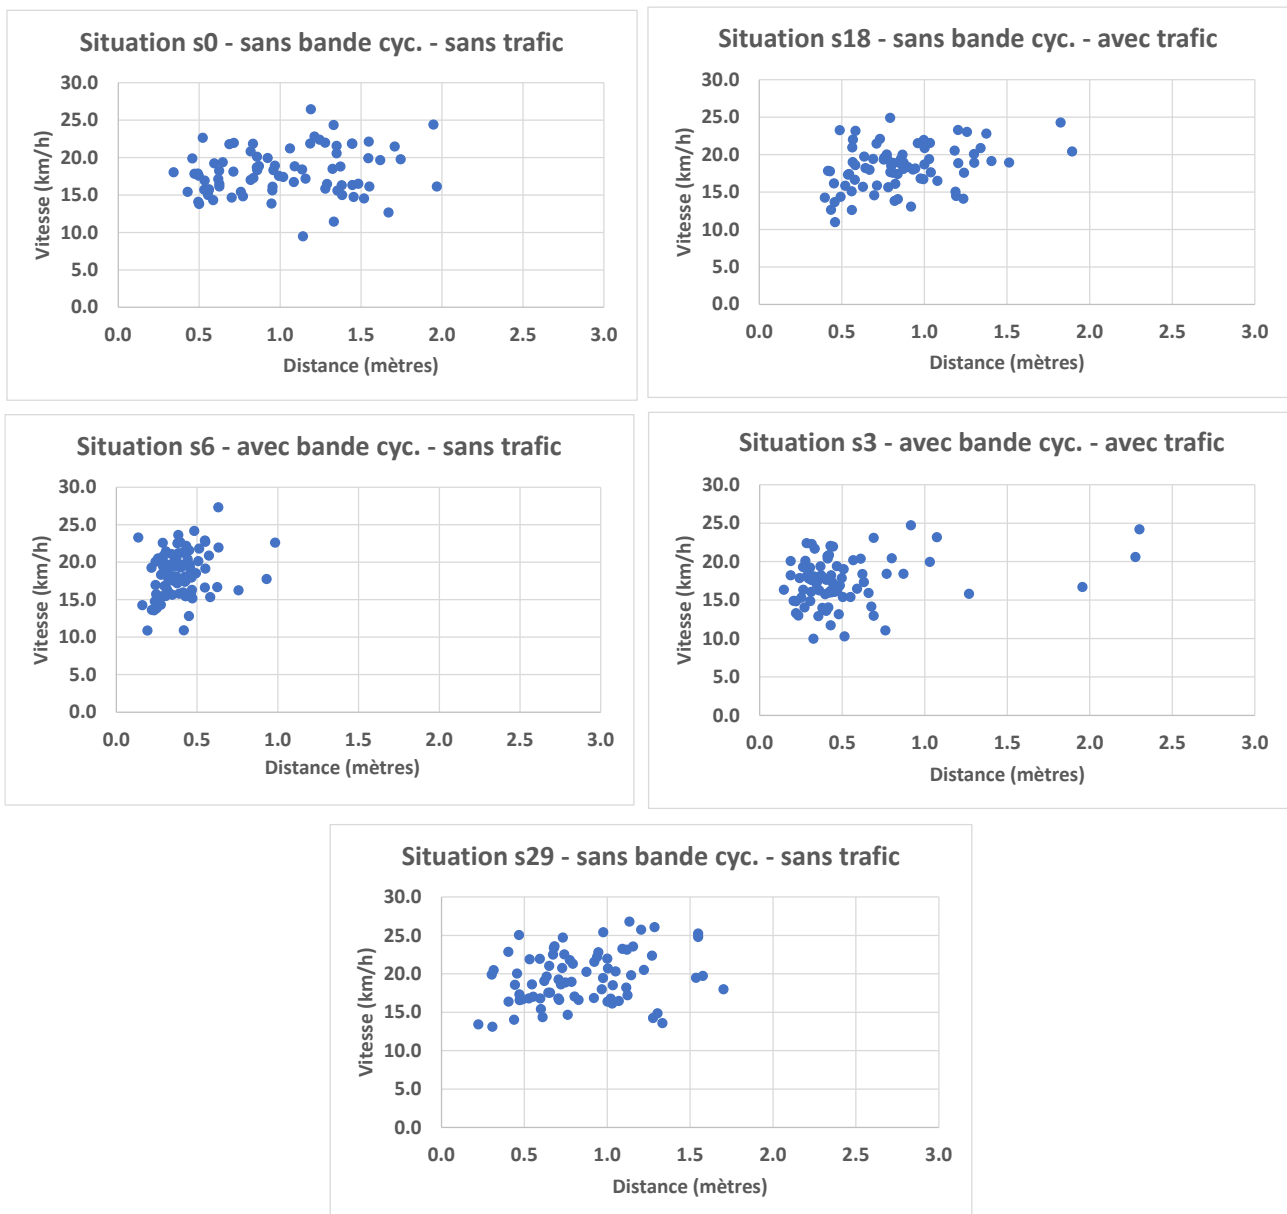 Situation s0 - sans bande cyc. - sans trafic
30.0
25.0
20.0
15.0
10.0
5.0
0.0
Vitesse (km/h)
0.0 0.5 1.0 1.5 2.0 2.5 3.0
Distance (mètres)
Situation s18 - sans bande cyc. - avec trafic
30.0
25.0
20.0
15.0
10.0
5.0
0.0
Vitesse (km/h)
0.0 0.5 1.0 1.5 2.0 2.5 3.0
Distance (mètres)
Situation s6 - avec bande cyc. - sans trafic
30.0
25.0
20.0
15.0
10.0
5.0
0.0
Vitesse (km/h)
0.0 0.5 1.0 1.5 2.0 2.5 3.0
Distance (mètres)
Situation s3 - avec bande cyc. - avec trafic
30.0
25.0
20.0
15.0
10.0
5.0
0.0
Vitesse (km/h)
0.0 0.5 1.0 1.5 2.0 2.5 3.0
Distance (mètres)
Situation s29 - sans bande cyc. - sans trafic
30.0
25.0
20.0
15.0
10.0
5.0
0.0
Vitesse (km/h)
0.0 0.5 1.0 1.5 2.0 2.5 3.0
Distance (mètres)